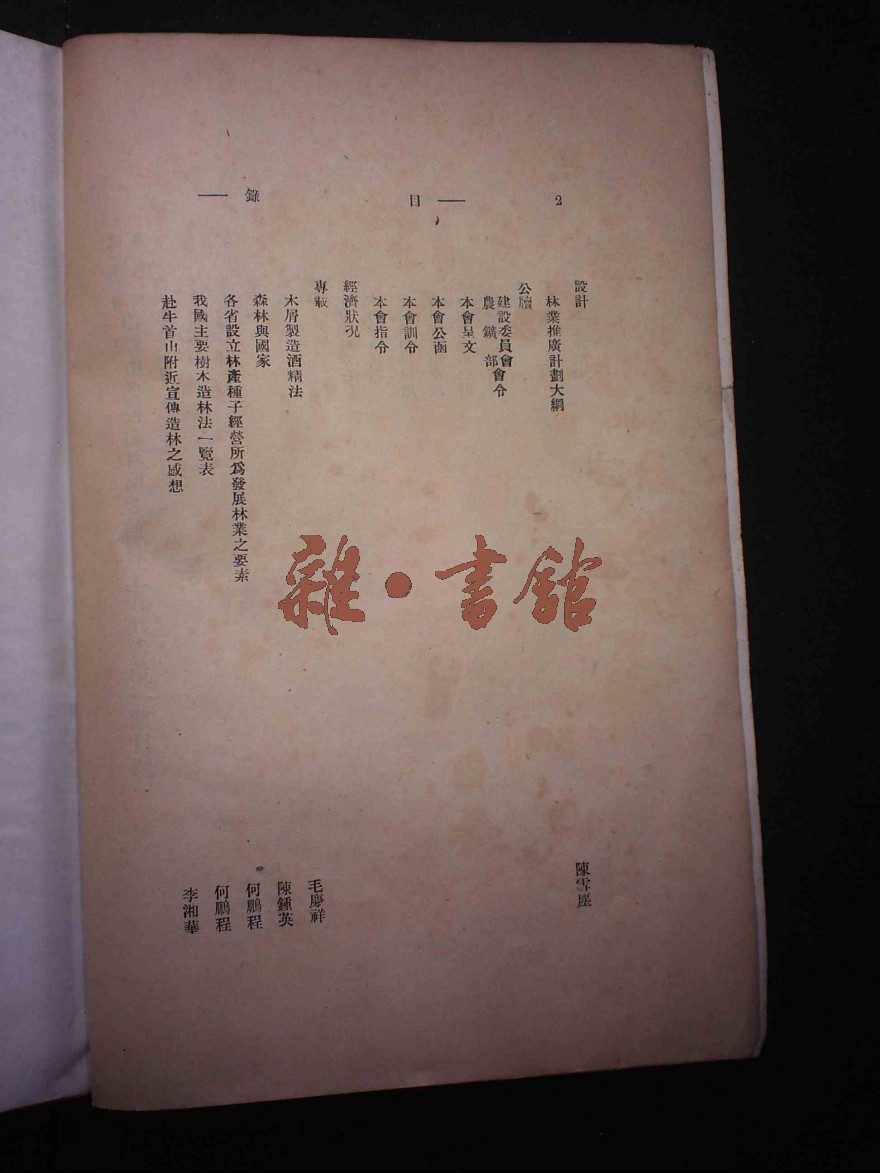 2
— 目
錄 —
設計
林業推廣計劃大綱
陳雪塵
公牘
建設委員會
農鑛部會令
本會呈文
本會公函
本會訓令
本會指令
經濟狀況
專載
木屑製造酒精法
毛慶祥
森林與國家
陳鍾英
各省設立林產種子經營所爲發展林業之要素
何鵬程
我國主要樹木造林法一覽表
何鵬程
赴牛首山附近宣傳造林之感想
李湘華
雜·書館